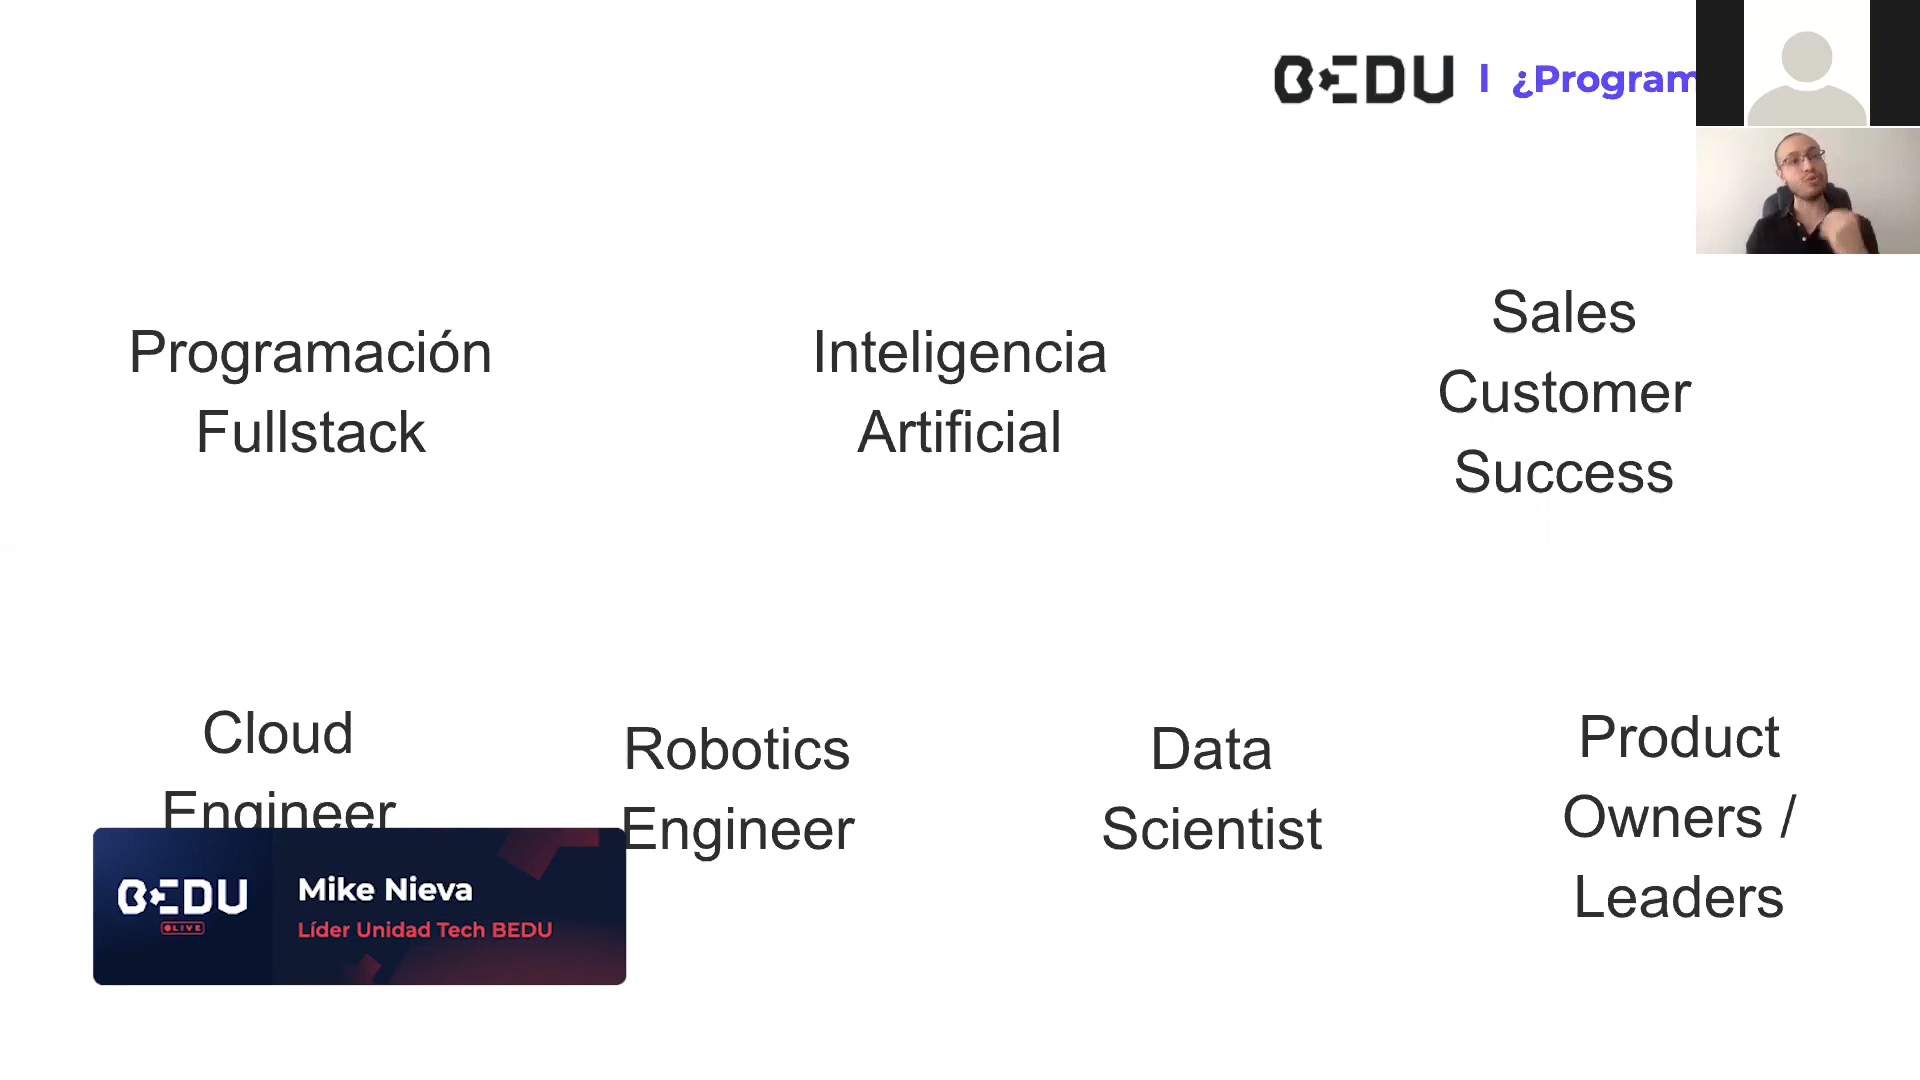 BEDU | ¿Program
Programación
Fullstack
Inteligencia
Artificial
Sales
Customer
Success
Cloud
Engineer
Robotics
Engineer
Data
Scientist
Product
Owners /
Leaders
BEDU
LIVE
Mike Nieva
Líder Unidad Tech BEDU